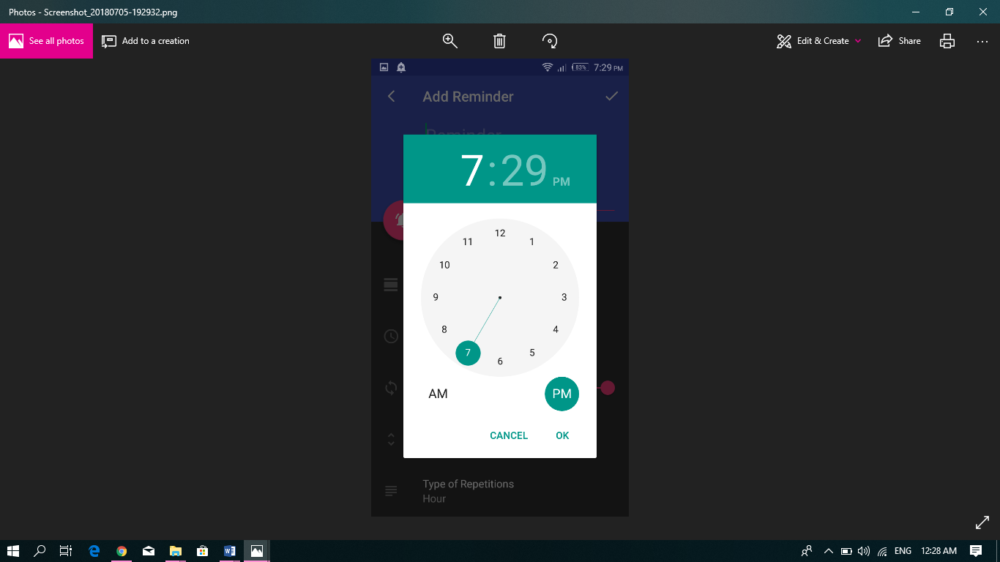 Photos - Screenshot_20180705-192932.png
See all photos
Add to a creation
Edit & Create
Share
83%
7:29 PM
Add Reminder
Reminder
7:29 PM
12
11
1
10
2
9
3
8
4
7
5
6
AM
PM
CANCEL
OK
Type of Repetitions
Hour
ENG
12:28 AM